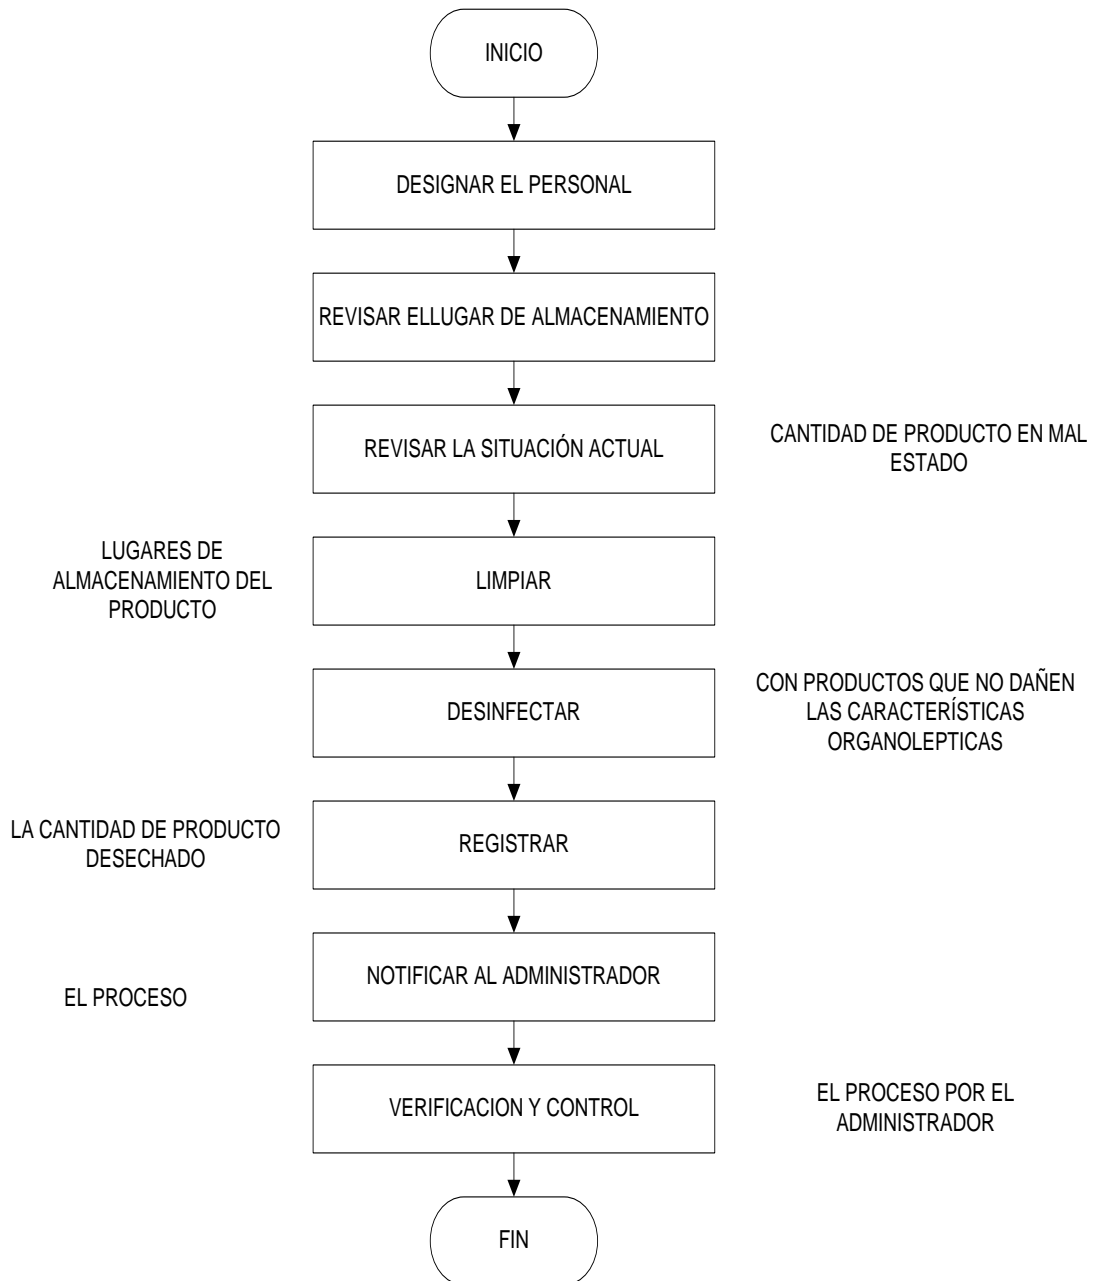 INICIO
DESIGNAR EL PERSONAL
REVISAR ELLUGAR DE ALMACENAMIENTO
REVISAR LA SITUACIÓN ACTUAL
CANTIDAD DE PRODUCTO EN MAL
ESTADO
LUGARES DE
ALMACENAMIENTO DEL
PRODUCTO
LIMPIAR
DESINFECTAR
CON PRODUCTOS QUE NO DAÑEN
LAS CARACTERÍSTICAS
ORGANOLEPTICAS
LA CANTIDAD DE PRODUCTO
DESECHADO
REGISTRAR
NOTIFICAR AL ADMINISTRADOR
EL PROCESO
VERIFICACION Y CONTROL
EL PROCESO POR EL
ADMINISTRADOR
FIN